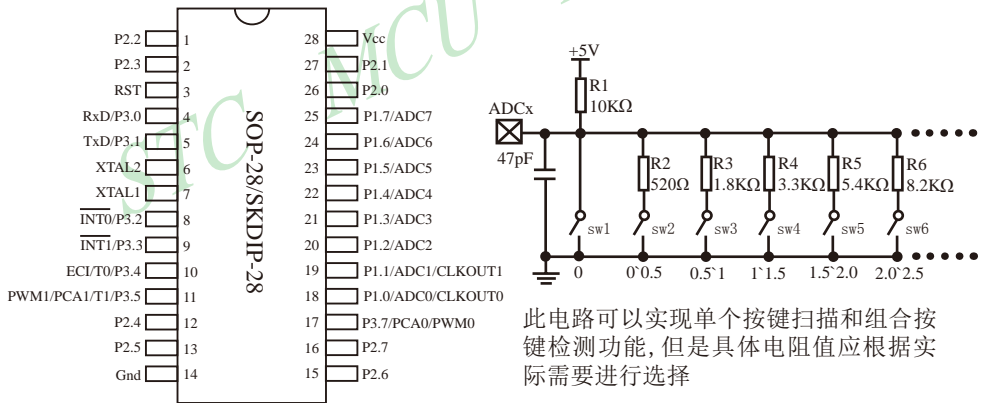 STC MCU
P2.2 1
P2.3 2
RST 3
RxD/P3.0 4
TxD/P3.1 5
XTAL2 6
XTAL1 7
INT0/P3.2 8
INT1/P3.3 9
ECI/T0/P3.4 10
PWM1/PCA1/T1/P3.5 11
P2.4 12
P2.5 13
Gnd 14
SOP-28/SKDIP-28
28 Vcc
27 P2.1
26 P2.0
25 P1.7/ADC7
24 P1.6/ADC6
23 P1.5/ADC5
22 P1.4/ADC4
21 P1.3/ADC3
20 P1.2/ADC2
19 P1.1/ADC1/CLKOUT1
18 P1.0/ADC0/CLKOUT0
17 P3.7/PCA0/PWM0
16 P2.7
15 P2.6
+5V
R1
10KΩ
ADCx
47pF
R2 R3 R4 R5 R6
520Ω 1.8KΩ 3.3KΩ 5.4KΩ 8.2KΩ
sw1 sw2 sw3 sw4 sw5 sw6
0 0~0.5 0.5~1 1~1.5 1.5~2.0 2.0~2.5
此电路可以实现单个按键扫描和组合按
键检测功能,但是具体电阻值应根据实
际需要进行选择